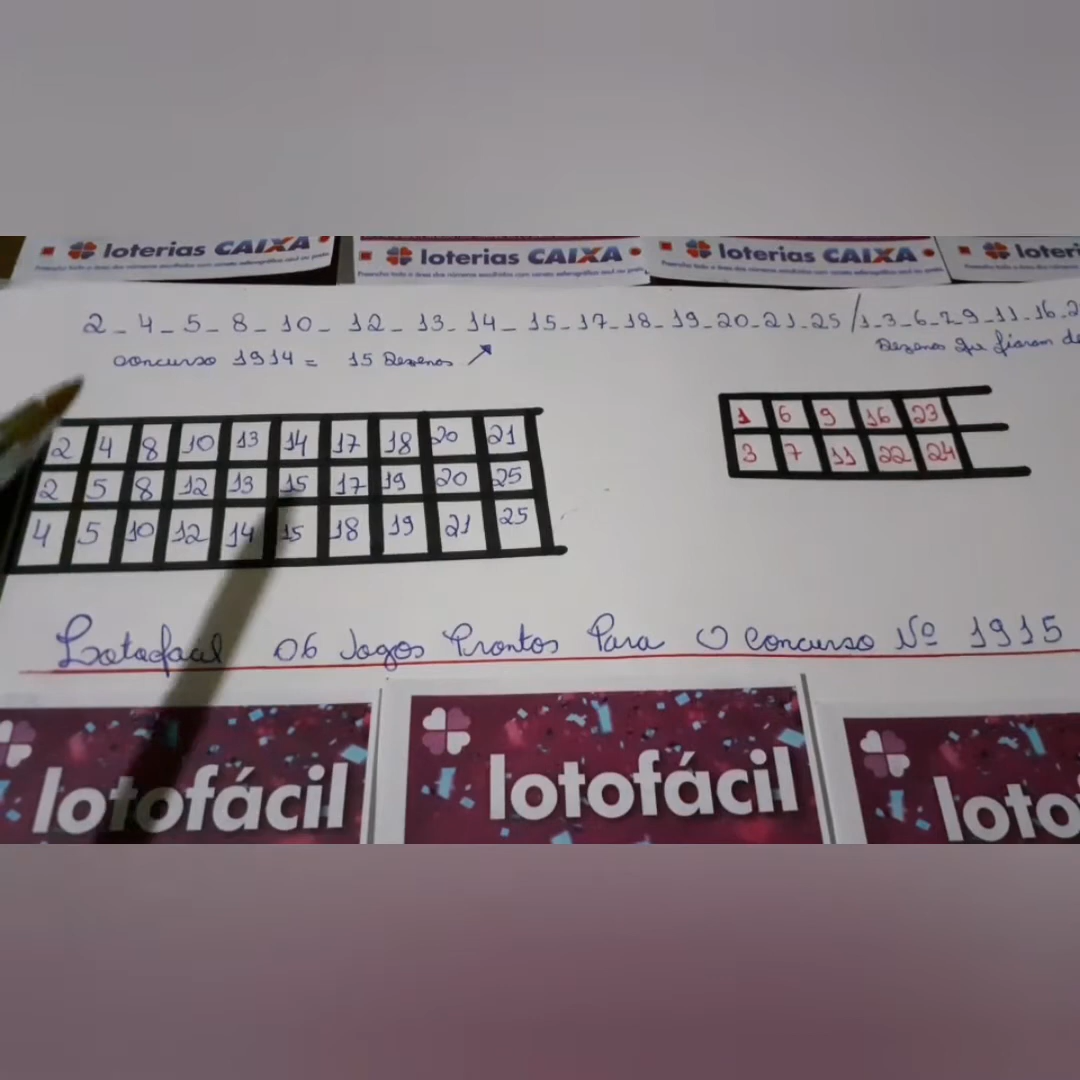 loterias CAIXA loterias CAIXA loterias CAIXA loteri
2 - 4 - 5 - 8 - 10 - 12 - 13 - 14 - 15 - 17 - 18 - 19 - 20 - 21 - 25 / 1 - 3 - 6 - 7 9 - 11 - 16 - 2
Concurso 1914 = 15 Dezenas ↗
Dezenas que ficaram de
2 4 8 10 13 14 17 18 20 21
2 5 8 12 13 15 17 19 20 25
4 5 10 12 14 15 18 19 21 25
1 6 9 16 23
3 7 11 22 24
Lotofacil 06 Jogos Prontos Para O Concurso Nº 1915
lotofácil lotofácil loto